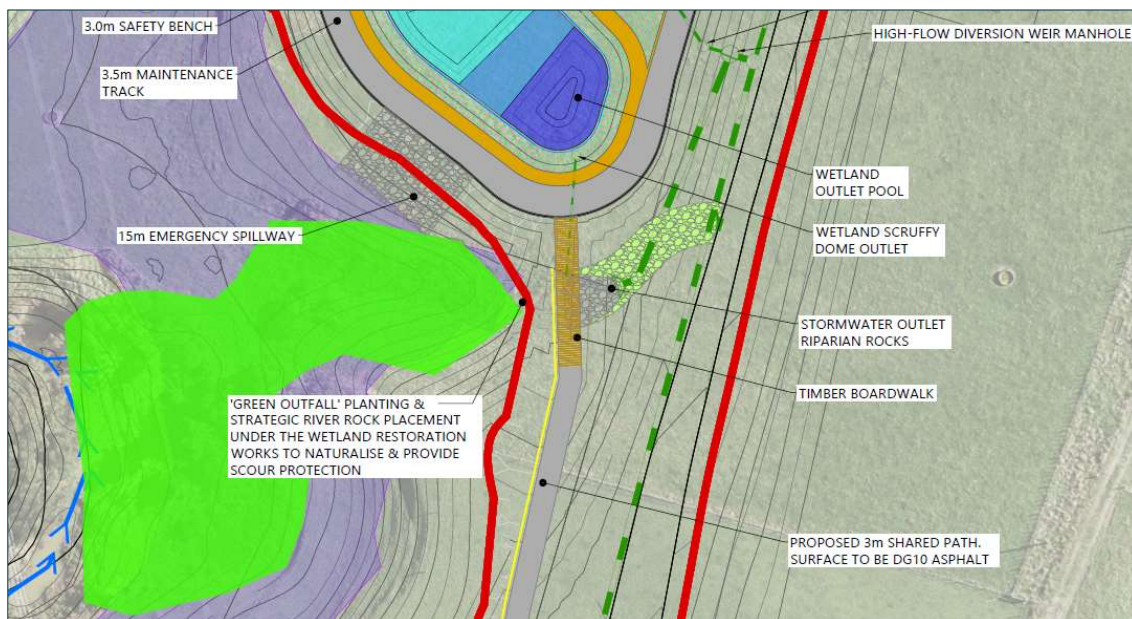 3.0m SAFETY BENCH
3.5m MAINTENANCE
TRACK
HIGH-FLOW DIVERSION WEIR MANHOLE
WETLAND
OUTLET POOL
15m EMERGENCY SPILLWAY
WETLAND SCRUFFY
DOME OUTLET
STORMWATER OUTLET
RIPARIAN ROCKS
TIMBER BOARDWALK
'GREEN OUTFALL' PLANTING &
STRATEGIC RIVER ROCK PLACEMENT
UNDER THE WETLAND RESTORATION
WORKS TO NATURALISE & PROVIDE
SCOUR PROTECTION
PROPOSED 3m SHARED PATH.
SURFACE TO BE DG10 ASPHALT